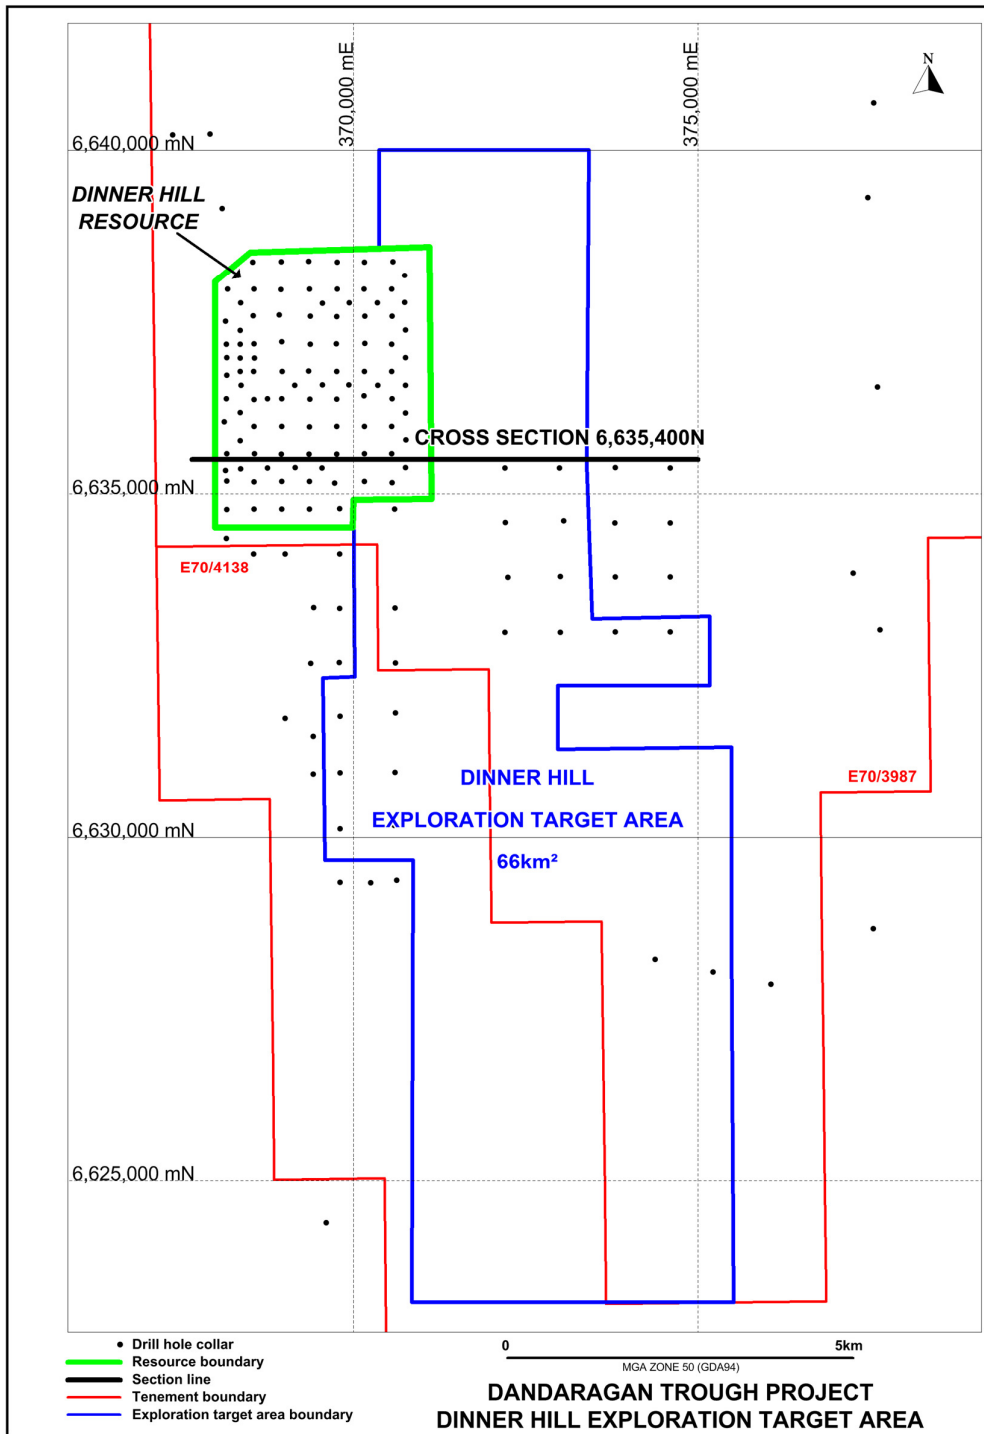 370,000 mE
375,000 mE
N
6,640,000 mN
DINNER HILL
RESOURCE
CROSS SECTION 6,635,400N
6,635,000 mN
E70/4138
DINNER HILL
E70/3987
EXPLORATION TARGET AREA
6,630,000 mN
66km²
6,625,000 mN
Drill hole collar
Resource boundary
Section line
Tenement boundary
Exploration target area boundary
0 5km
MGA ZONE 50 (GDA94)
DANDARAGAN TROUGH PROJECT
DINNER HILL EXPLORATION TARGET AREA